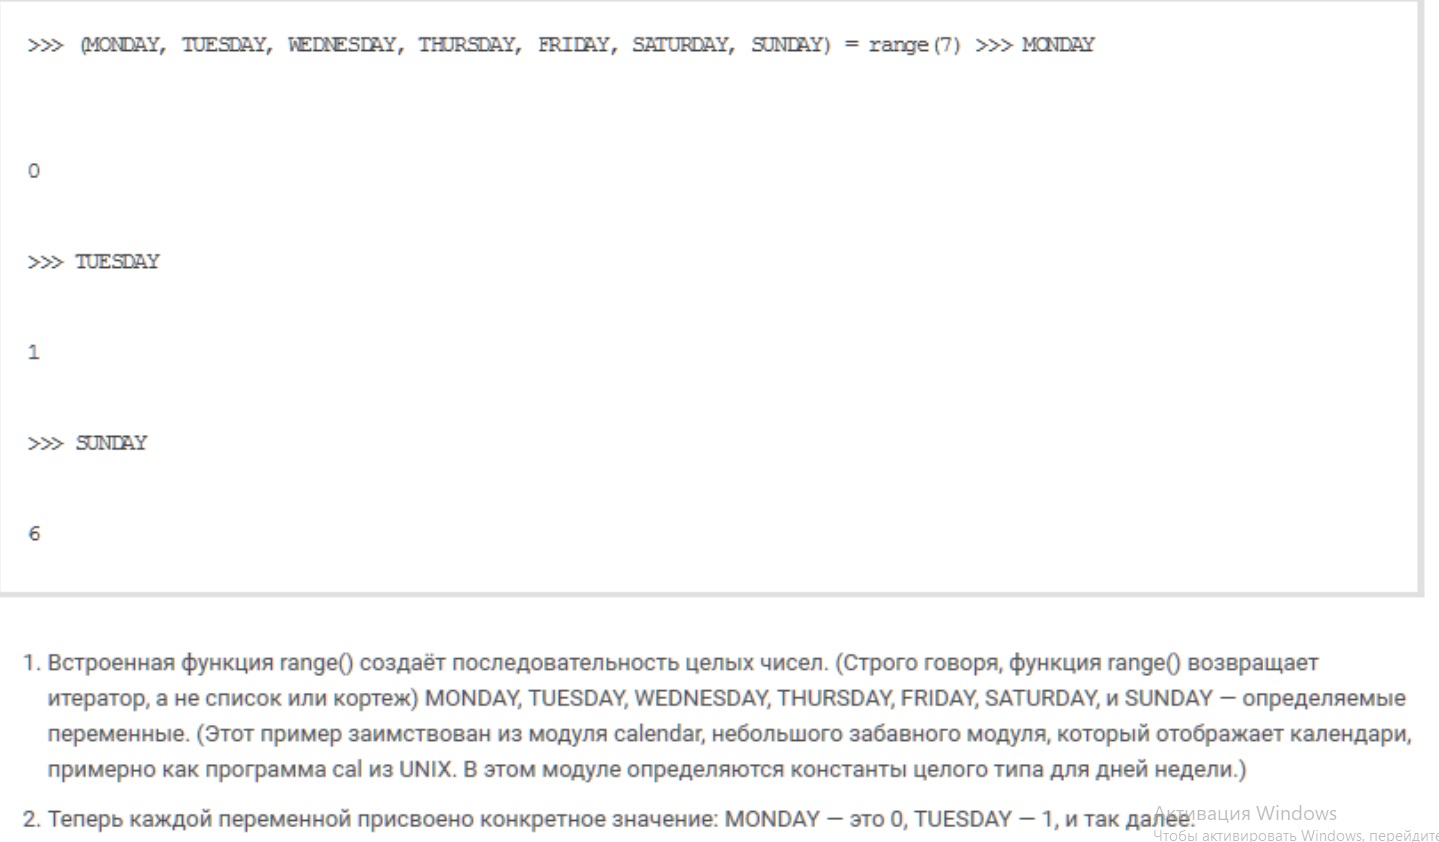 >>> (MONDAY, TUESDAY, WEDNESDAY, THURSDAY, FRIDAY, SATURDAY, SUNDAY) = range(7) >>> MONDAY
0
>>> TUESDAY
1
>>> SUNDAY
6
1. Встроенная функция range() создаёт последовательность целых чисел. (Строго говоря, функция range() возвращает
итератор, а не список или кортеж) MONDAY, TUESDAY, WEDNESDAY, THURSDAY, FRIDAY, SATURDAY, и SUNDAY — определяемые
переменные. (Этот пример заимствован из модуля calendar, небольшого забавного модуля, который отображает календари,
примерно как программа cal из UNIX. В этом модуле определяются константы целого типа для дней недели.)
2. Теперь каждой переменной присвоено конкретное значение: MONDAY — это 0, TUESDAY — 1, и так далее.
Активация Windows
Чтобы активировать Windows, перейдите